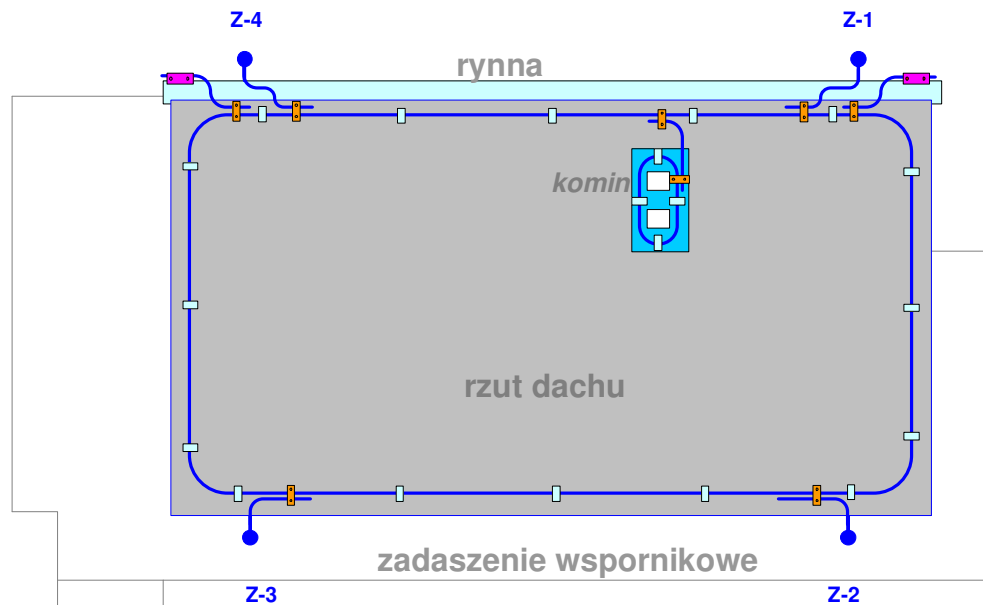 Z-4 Z-1
rynna
komin
rzut dachu
zadaszenie wspornikowe
Z-3 Z-2